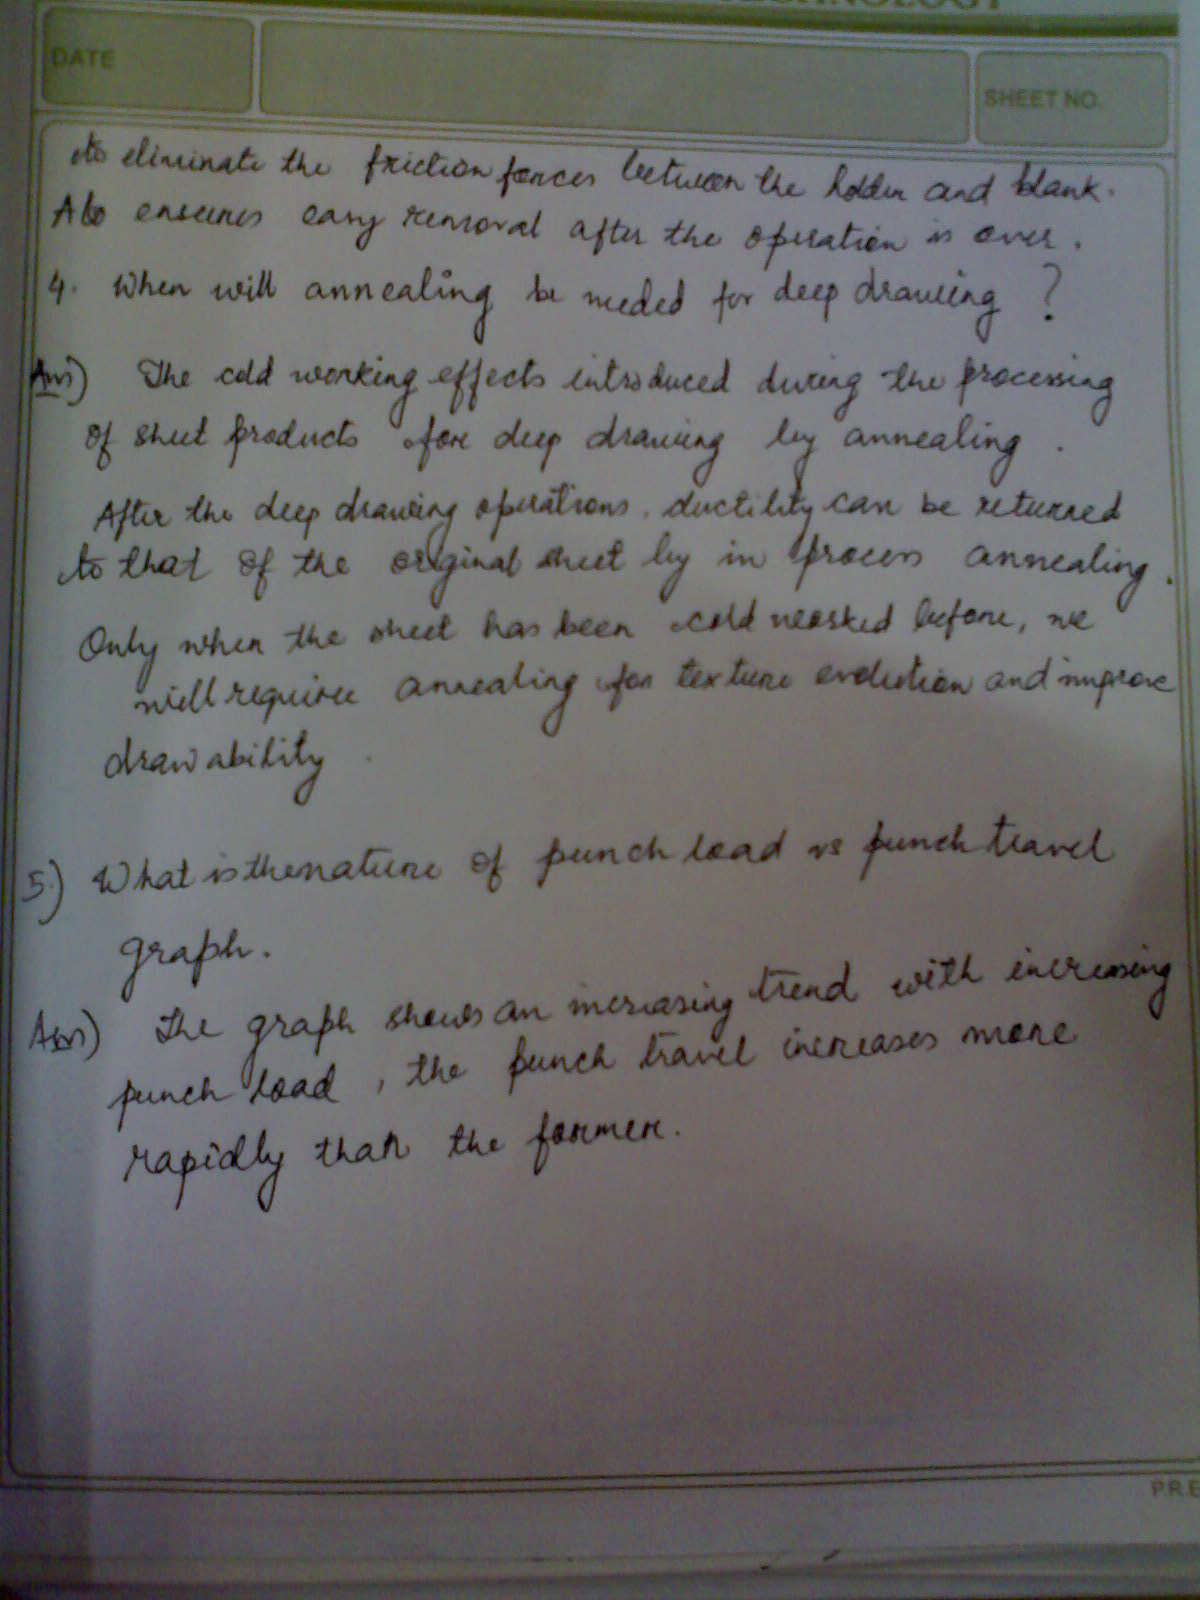 TECHNOLOGY
DATE
SHEET NO.
to eliminate the friction forces between the holder and blank.
Also ensures easy removal after the operation is over.
4. When will annealing be needed for deep drawing ?
Ans) The cold working effects introduced during the processing
of sheet products for deep drawing by annealing .
After the deep drawing operations. ductility can be returned
to that of the original sheet by in process annealing.
Only when the sheet has been cold worked before, we
will require annealing for texture evolution and improve
drawability .
5.) What is the nature of punch load vs punch travel
graph.
Ans) The graph shows an increasing trend with increasing
punch load , the punch travel increases more
rapidly than the former.
P.R.E